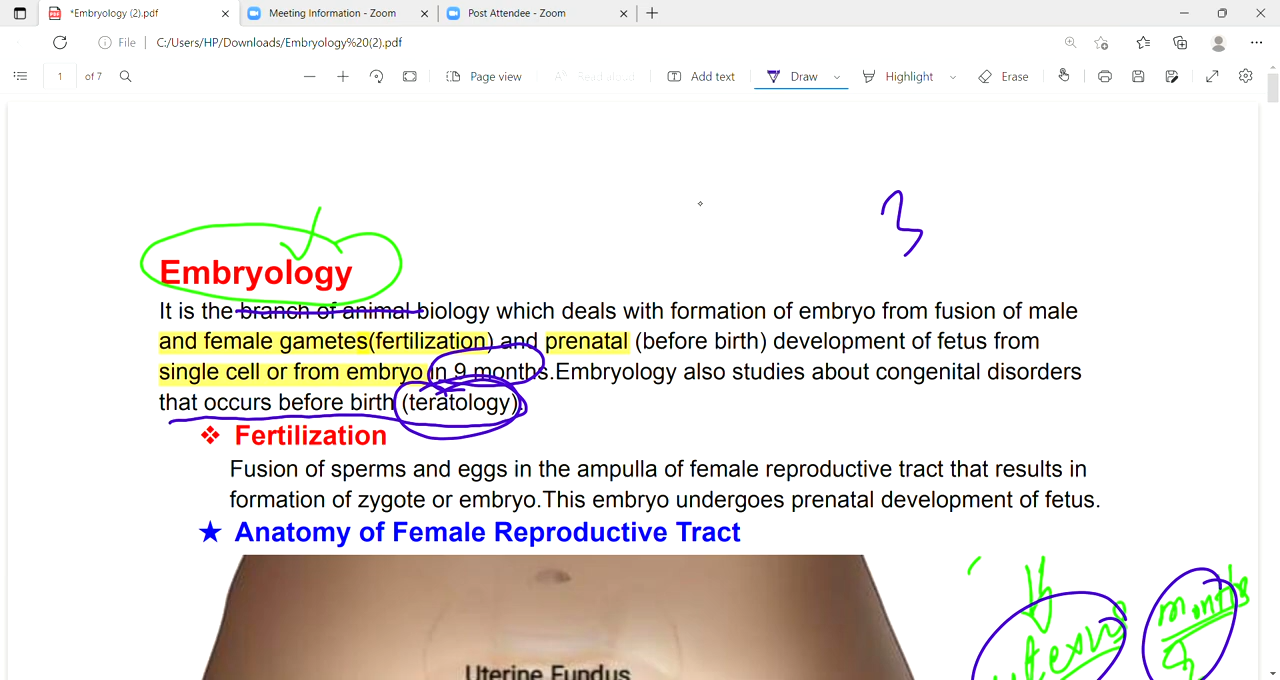 *Embryology (2).pdf
Meeting Information - Zoom
Post Attendee - Zoom
File C:/Users/HP/Downloads/Embryology%20(2).pdf
1 of 7 Page view Read aloud Add text Draw Highlight Erase
3
Embryology
It is the branch of animal biology which deals with formation of embryo from fusion of male
and female gametes(fertilization) and prenatal (before birth) development of fetus from
single cell or from embryo in 9 months.Embryology also studies about congenital disorders
that occurs before birth (teratology).
❖ Fertilization
Fusion of sperms and eggs in the ampulla of female reproductive tract that results in
formation of zygote or embryo.This embryo undergoes prenatal development of fetus.
★ Anatomy of Female Reproductive Tract
months
Uterine Fundus